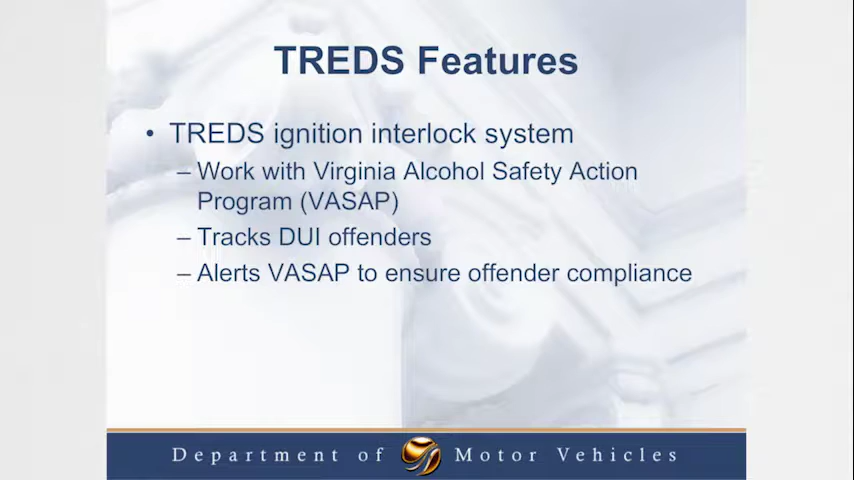 TREDS Features
• TREDS ignition interlock system
– Work with Virginia Alcohol Safety Action
Program (VASAP)
– Tracks DUI offenders
– Alerts VASAP to ensure offender compliance
Department of Motor Vehicles